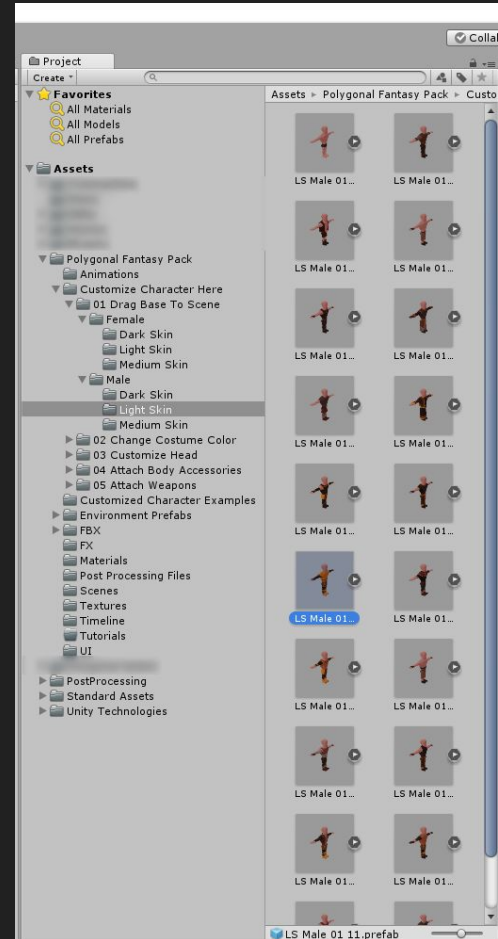 Collab
Project
Create
Favorites
All Materials
All Models
All Prefabs
Assets
Polygonal Fantasy Pack
Animations
Customize Character Here
01 Drag Base To Scene
Female
Dark Skin
Light Skin
Medium Skin
Male
Dark Skin
Light Skin
Medium Skin
02 Change Costume Color
03 Customize Head
04 Attach Body Accessories
05 Attach Weapons
Customized Character Examples
Environment Prefabs
FBX
FX
Materials
Post Processing Files
Scenes
Textures
Timeline
Tutorials
UI
PostProcessing
Standard Assets
Unity Technologies
Assets ▸ Polygonal Fantasy Pack ▸ Custo
LS Male 01... LS Male 01...
LS Male 01... LS Male 01...
LS Male 01... LS Male 01...
LS Male 01... LS Male 01...
LS Male 01... LS Male 01...
LS Male 01... LS Male 01...
LS Male 01... LS Male 01...
LS Male 01... LS Male 01...
LS Male 01... LS Male 01...
LS Male 01 11.prefab